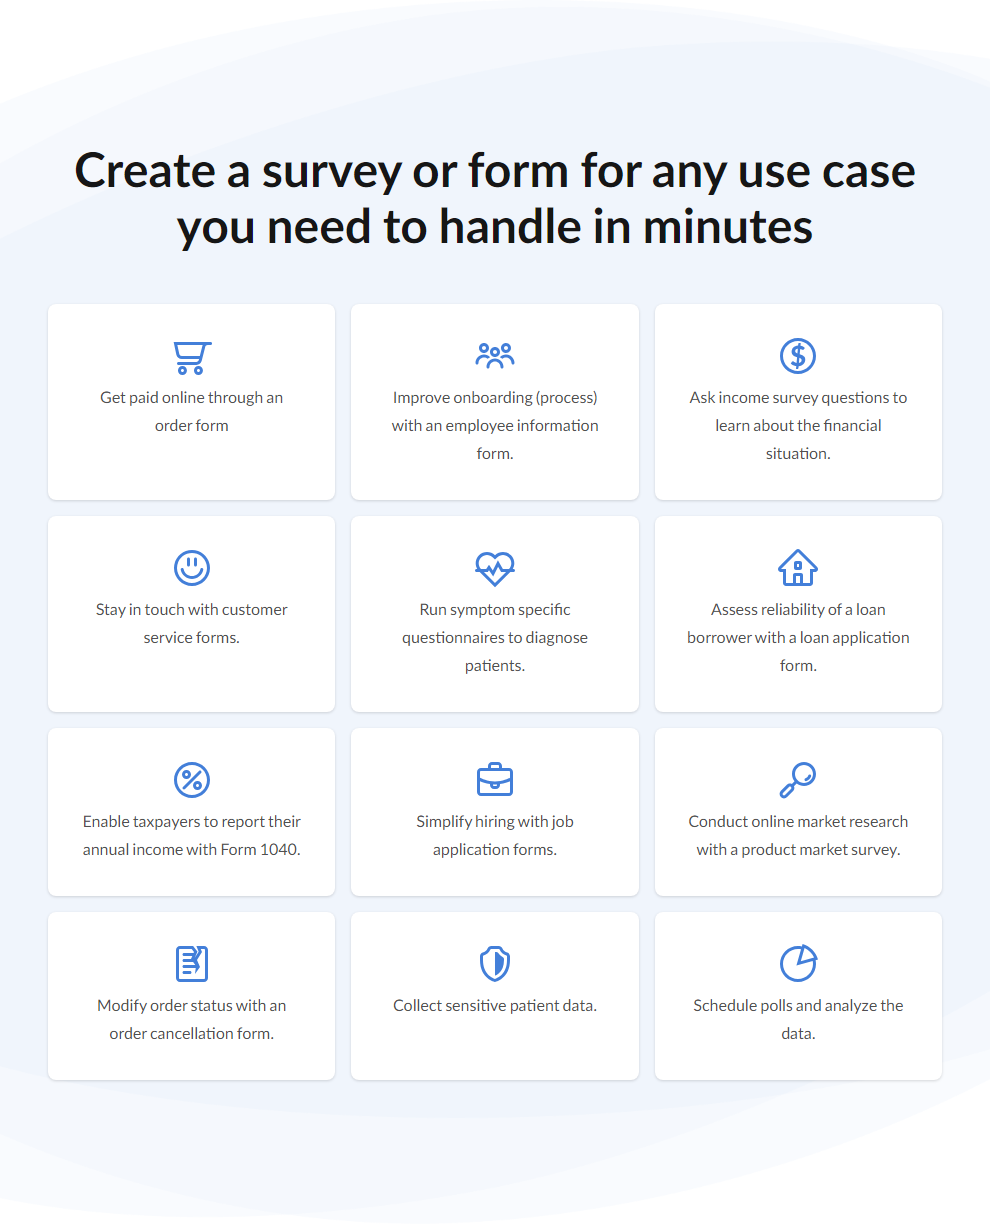 Create a survey or form for any use case
you need to handle in minutes
Get paid online through an
order form
Improve onboarding (process)
with an employee information
form.
Ask income survey questions to
learn about the financial
situation.
Stay in touch with customer
service forms.
Run symptom specific
questionnaires to diagnose
patients.
Assess reliability of a loan
borrower with a loan application
form.
Enable taxpayers to report their
annual income with Form 1040.
Simplify hiring with job
application forms.
Conduct online market research
with a product market survey.
Modify order status with an
order cancellation form.
Collect sensitive patient data.
Schedule polls and analyze the
data.